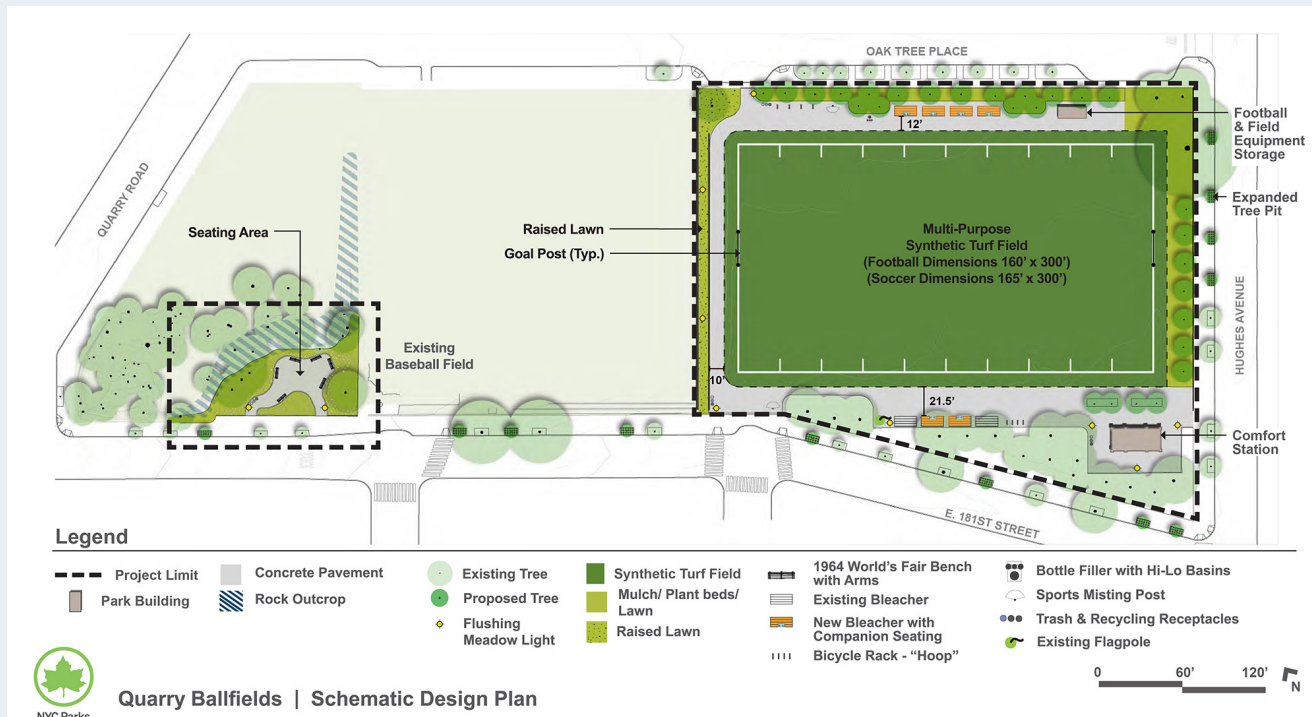 OAK TREE PLACE
QUARRY ROAD
Seating Area
Raised Lawn
Goal Post (Typ.)
Existing
Baseball Field
12'
Multi-Purpose
Synthetic Turf Field
(Football Dimensions 160' x 300')
(Soccer Dimensions 165' x 300')
10'
21.5'
Football
& Field
Equipment
Storage
Expanded
Tree Pit
HUGHES AVENUE
Comfort
Station
E. 181ST STREET
Legend
Project Limit
Park Building
Concrete Pavement
Rock Outcrop
Existing Tree
Proposed Tree
Flushing
Meadow Light
Synthetic Turf Field
Mulch/ Plant beds/
Lawn
Raised Lawn
1964 World's Fair Bench
with Arms
Existing Bleacher
New Bleacher with
Companion Seating
Bicycle Rack - “Hoop”
Bottle Filler with Hi-Lo Basins
Sports Misting Post
Trash & Recycling Receptacles
Existing Flagpole
0 60' 120'
N
NYC Parks
Quarry Ballfields | Schematic Design Plan